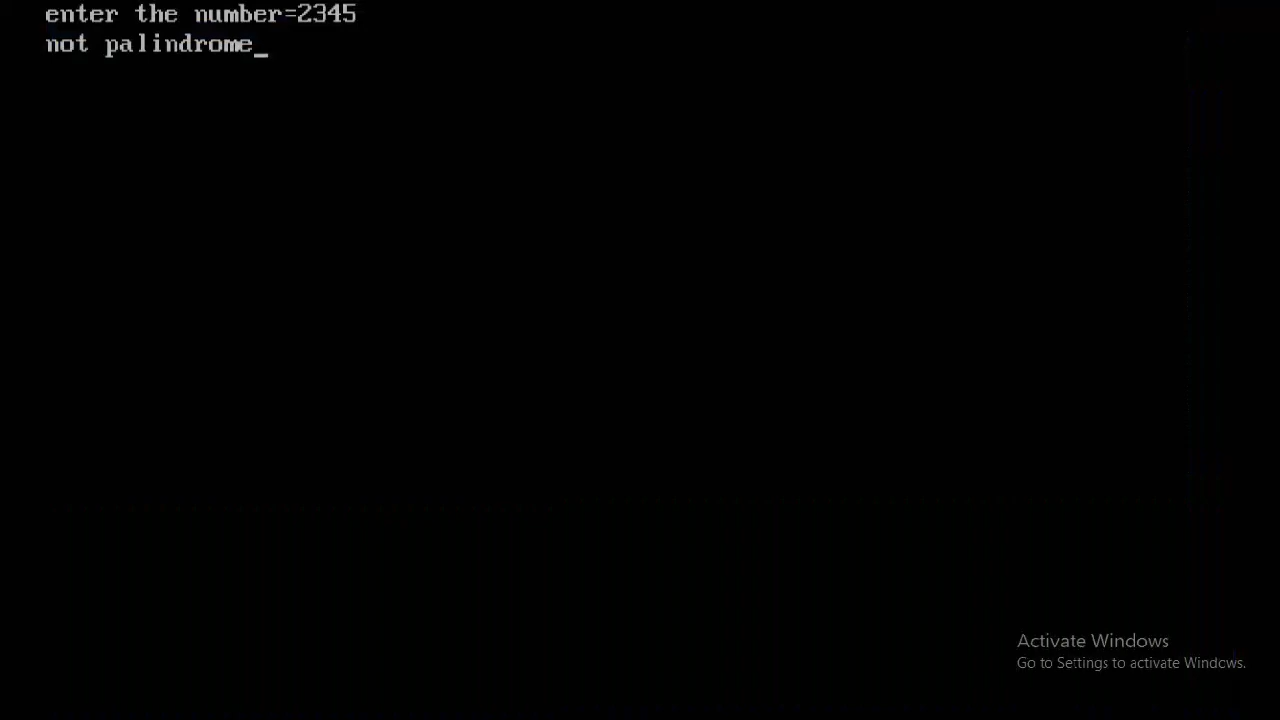 enter the number=2345
not palindrome_
Activate Windows
Go to Settings to activate Windows.